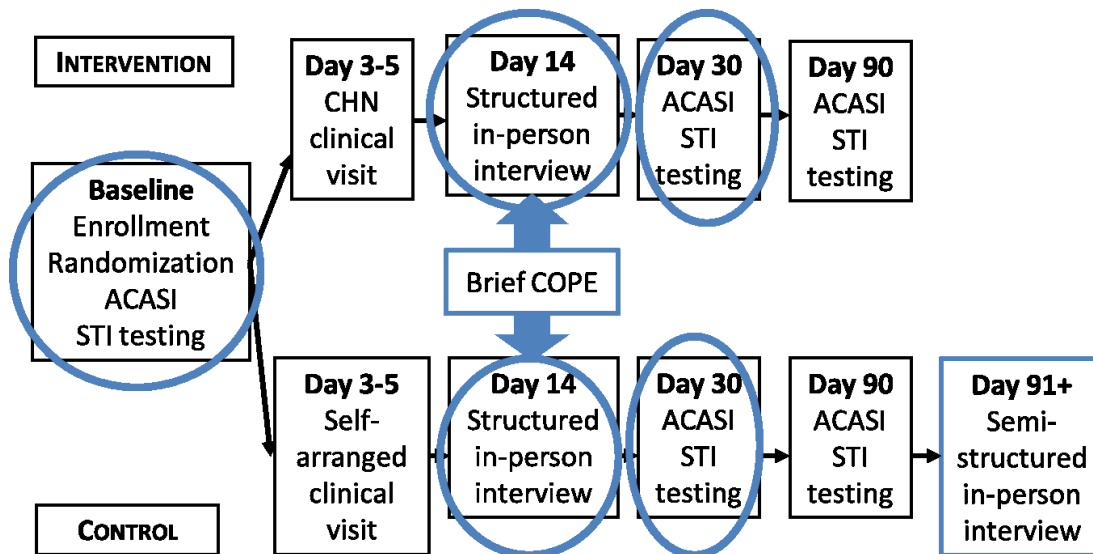 INTERVENTION
Day 3-5
CHN
clinical
visit
Day 14
Structured
in-person
interview
Day 30
ACASI
STI
testing
Day 90
ACASI
STI
testing
Baseline
Enrollment
Randomization
ACASI
STI testing
Brief COPE
Day 3-5
Self-
arranged
clinical
visit
Day 14
Structured
in-person
interview
Day 30
ACASI
STI
testing
Day 90
ACASI
STI
testing
Day 91+
Semi-
structured
in-person
interview
CONTROL